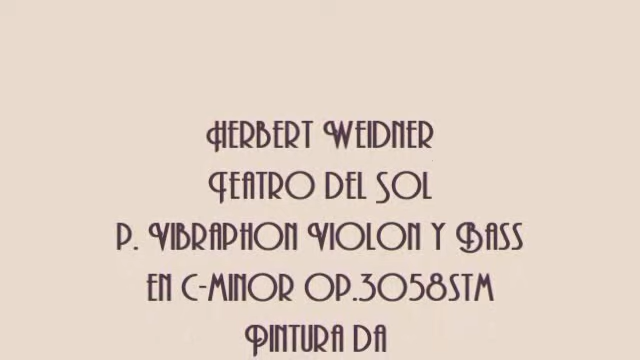 Herbert Weidner
Teatro del Sol
p. Vibraphon Violon y Bass
en c-minor op.3058stm
Pintura da